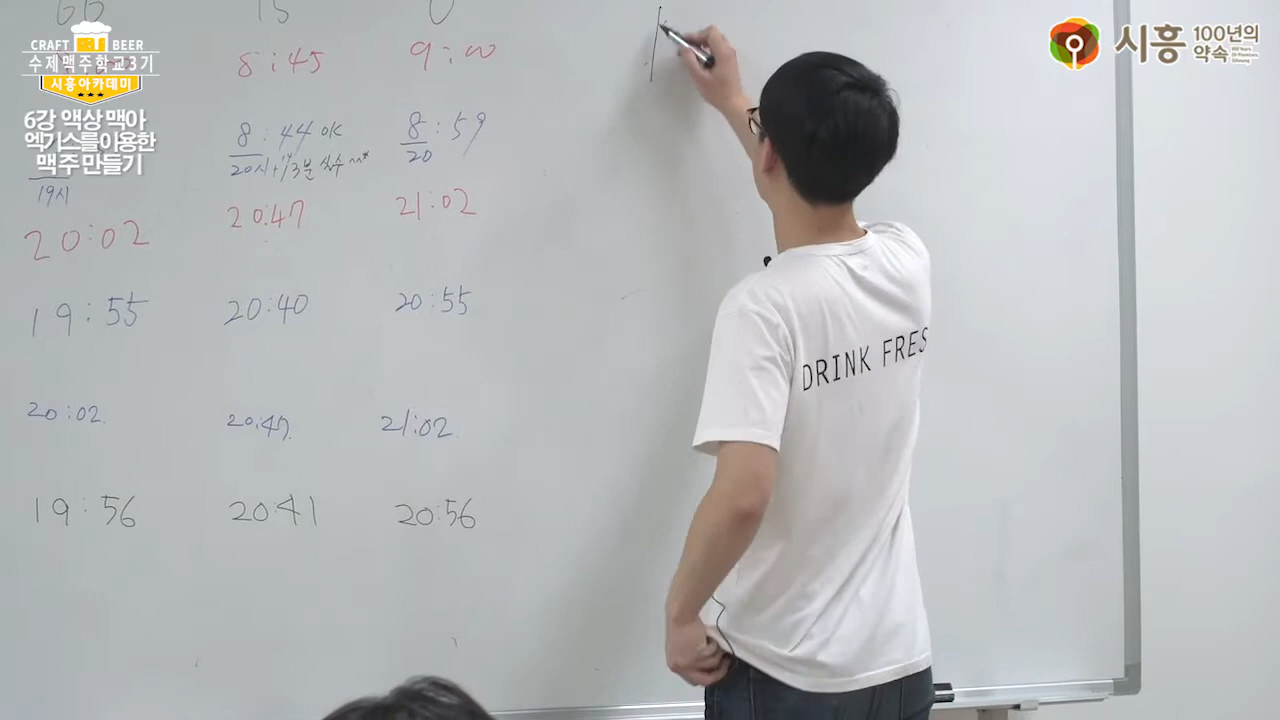 CRAFT BEER
수제맥주학교3기
시흥아카데미
6강 액상 맥아
엑기스를이용한
맥주 만들기
시흥 100년의
약속
60 15 0
8:45 9:00
8:44 OK 8:59
20시+ 20
19시
20:02 20:47 21:02
19:55 20:40 20:55
20:02. 20:47. 21:02.
19:56 20:41 20:56
DRINK FRES